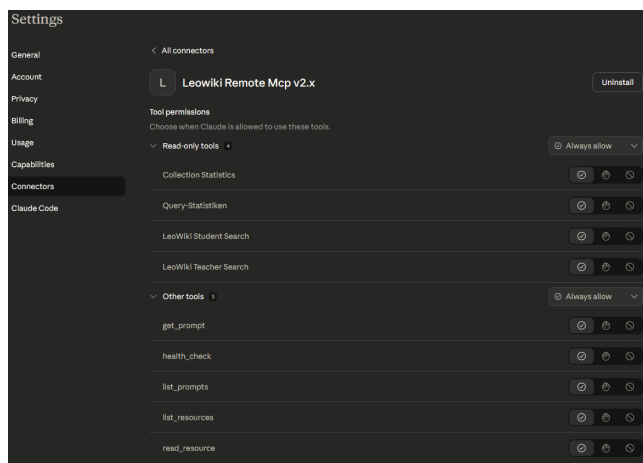 Settings
General
Account
Privacy
Billing
Usage
Capabilities
Connectors
Claude Code
All connectors
L Leowiki Remote Mcp v2.x
Uninstall
Tool permissions
Choose when Claude is allowed to use these tools.
Read-only tools 4
Always allow
Collection Statistics
Query-Statistiken
LeoWiki Student Search
LeoWiki Teacher Search
Other tools 5
Always allow
get_prompt
health_check
list_prompts
list_resources
read_resource